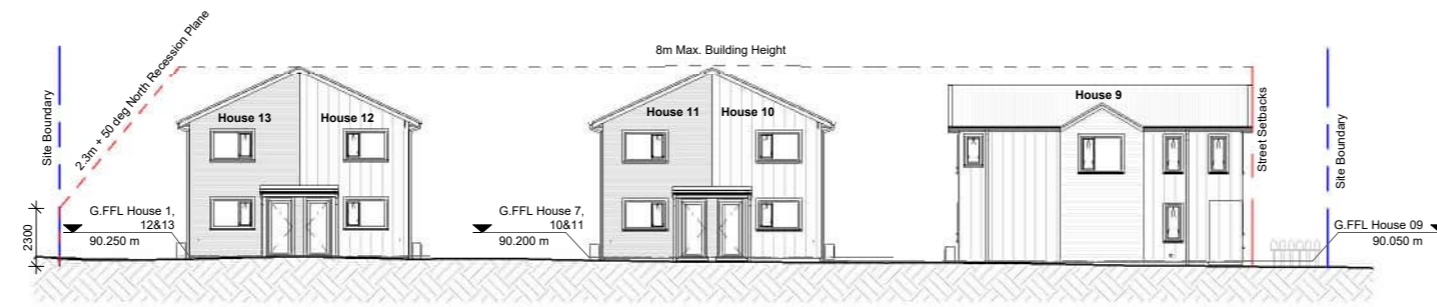 2.3m + 50 deg North Recession Plane
Site Boundary
8m Max. Building Height
House 13
House 12
House 11
House 10
House 9
Street Setbacks
Site Boundary
2300
G.FFL House 1,
12&13
90.250 m
G.FFL House 7,
10&11
90.200 m
G.FFL House 09
90.050 m